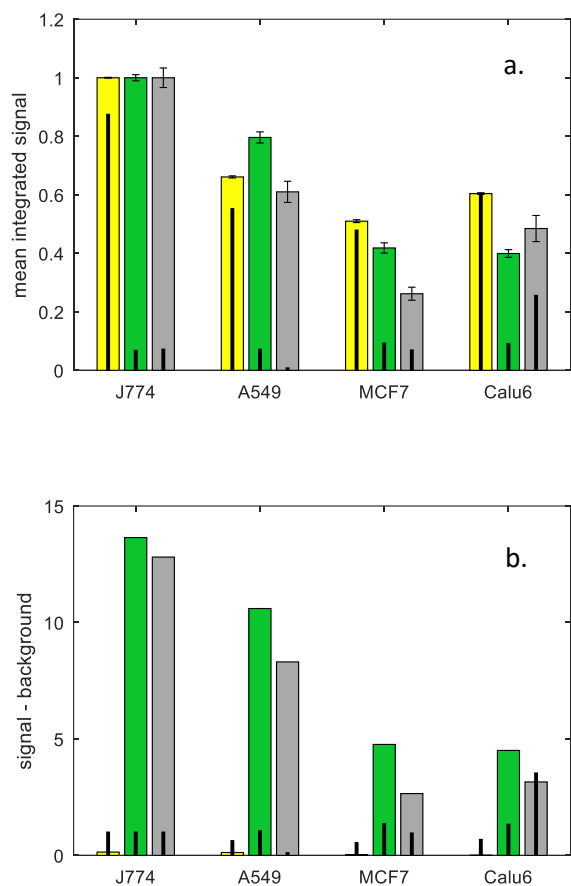 a.
mean integrated signal
1.2
1
0.8
0.6
0.4
0.2
0
J774 A549 MCF7 Calu6
b.
signal - background
15
10
5
0
J774 A549 MCF7 Calu6